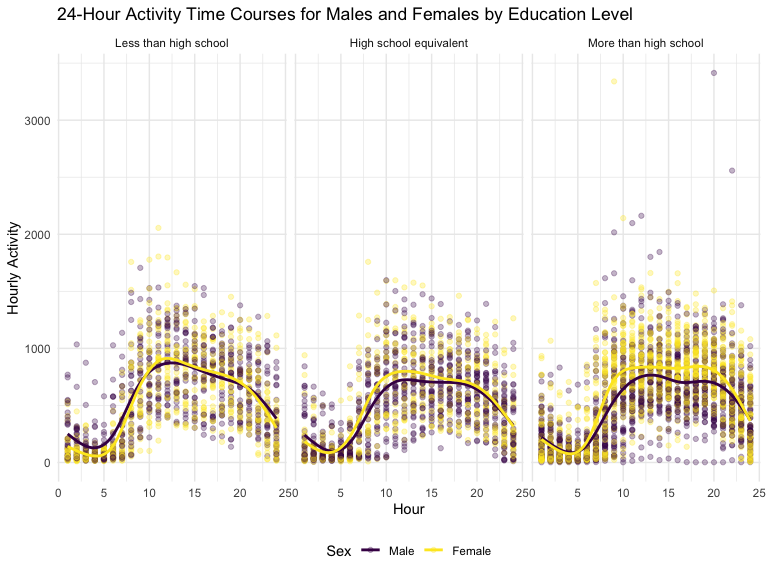 24-Hour Activity Time Courses for Males and Females by Education Level
Less than high school High school equivalent More than high school
3000
2000
1000
0
Hourly Activity
0 5 10 15 20 25 0 5 10 15 20 25 0 5 10 15 20 25
Hour
Sex Male Female